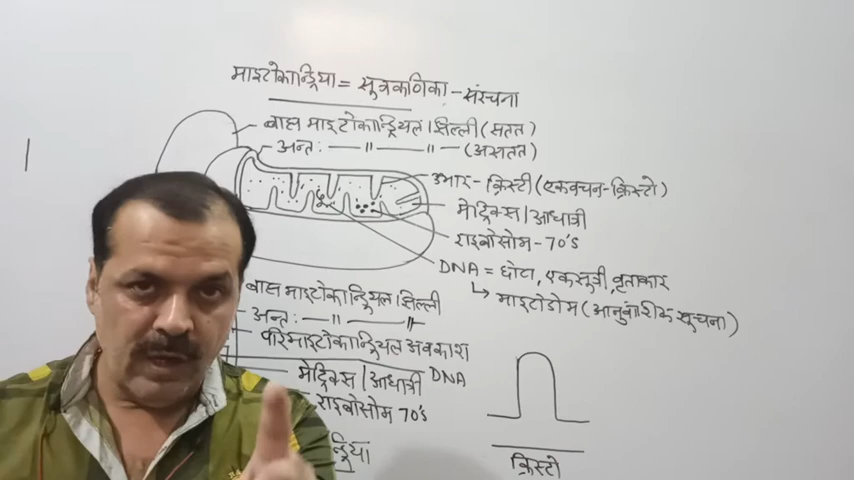 माइटोकान्ड्रिया = सूत्रकणिका - संरचना
बाह्य माइटोकान्ड्रियल झिल्ली (सतत)
अन्त: — " — " — (असतत)
उभार - क्रिस्टी (एकवचन - क्रिस्टो)
मेट्रिक्स / आधात्री
राइबोसोम - 70's
DNA = छोटा, एकसूत्री, वृताकार
↳ माइटोडोम (आनुवांशिक सूचना)
बाह्य माइटोकान्ड्रियल झिल्ली
अन्त: — " — " —
परिमाइटोकान्ड्रियल अवकाश
मेट्रिक्स / आधात्री DNA
राइबोसोम 70's
न्ड्रिया
क्रिस्टो